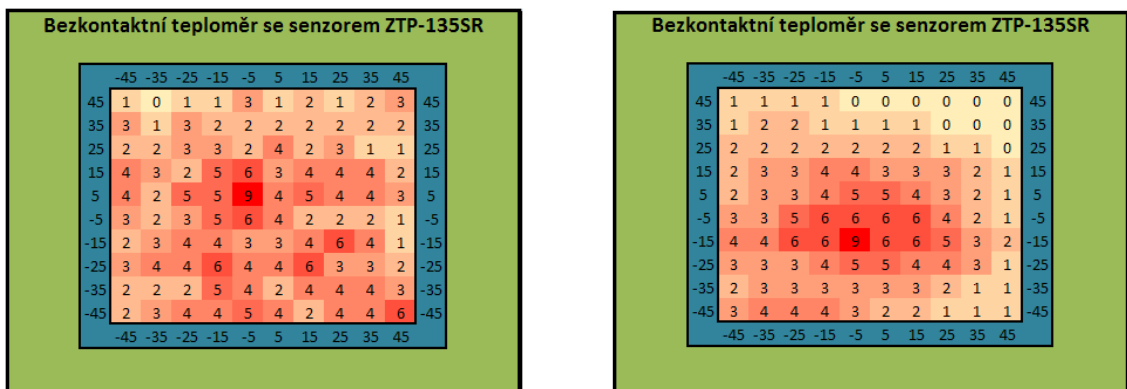 Bezkontaktní teploměr se senzorem ZTP-135SR
-45 -35 -25 -15 -5 5 15 25 35 45
45 1 0 1 1 3 1 2 1 2 3 45
35 3 1 3 2 2 2 2 2 2 2 35
25 2 2 3 3 2 4 2 3 1 1 25
15 4 3 2 5 6 3 4 4 4 2 15
5 4 2 5 5 9 4 5 4 4 3 5
-5 3 2 3 5 6 4 2 2 2 1 -5
-15 2 3 4 4 3 3 4 6 4 1 -15
-25 3 4 4 6 4 4 6 3 3 2 -25
-35 2 2 2 5 4 2 4 4 4 3 -35
-45 2 3 4 4 5 4 2 4 4 6 -45
-45 -35 -25 -15 -5 5 15 25 35 45
Bezkontaktní teploměr se senzorem ZTP-135SR
-45 -35 -25 -15 -5 5 15 25 35 45
45 1 1 1 1 0 0 0 0 0 0 45
35 1 2 2 1 1 1 1 0 0 0 35
25 2 2 2 2 2 2 2 1 1 0 25
15 2 3 3 4 4 3 3 3 2 1 15
5 2 3 3 4 5 5 4 3 2 1 5
-5 3 3 5 6 6 6 6 4 2 1 -5
-15 4 4 6 6 9 6 6 5 3 2 -15
-25 3 3 3 4 5 5 4 4 3 1 -25
-35 2 3 3 3 3 3 3 2 1 1 -35
-45 3 4 4 4 3 2 2 1 1 1 -45
-45 -35 -25 -15 -5 5 15 25 35 45